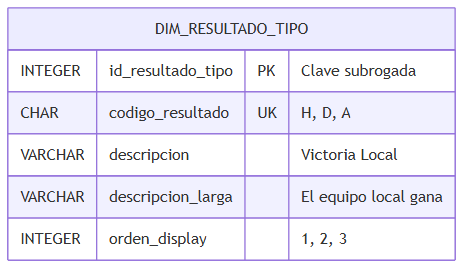 DIM_RESULTADO_TIPO
INTEGER id_resultado_tipo PK Clave subrogada
CHAR codigo_resultado UK H, D, A
VARCHAR descripcion Victoria Local
VARCHAR descripcion_larga El equipo local gana
INTEGER orden_display 1, 2, 3